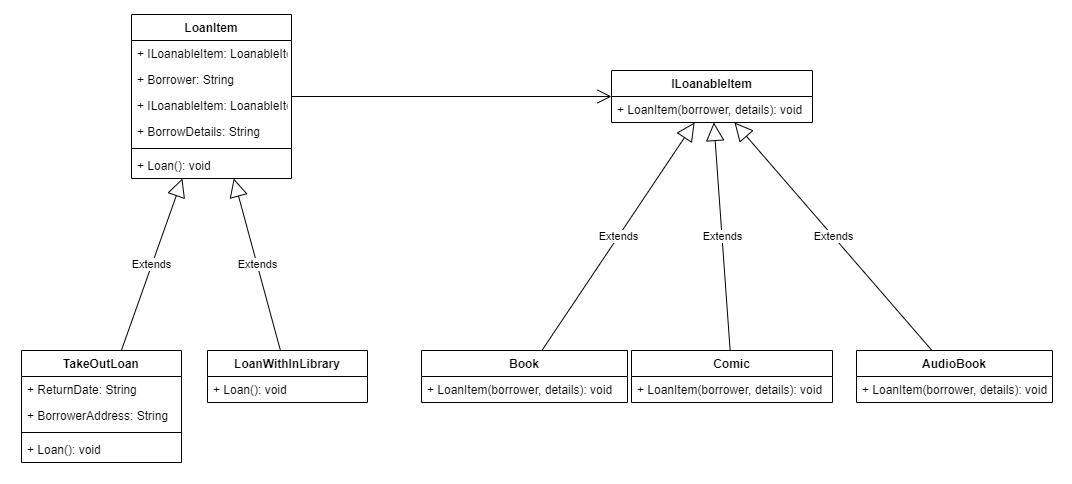 LoanItem
+ ILoanableItem: LoanableIt
+ Borrower: String
+ ILoanableItem: LoanableIt
+ BorrowDetails: String
+ Loan(): void
ILoanableItem
+ LoanItem(borrower, details): void
Extends
Extends
Extends
Extends
Extends
TakeOutLoan
+ ReturnDate: String
+ BorrowerAddress: String
+ Loan(): void
LoanWithInLibrary
+ Loan(): void
Book
+ LoanItem(borrower, details): void
Comic
+ LoanItem(borrower, details): void
AudioBook
+ LoanItem(borrower, details): void